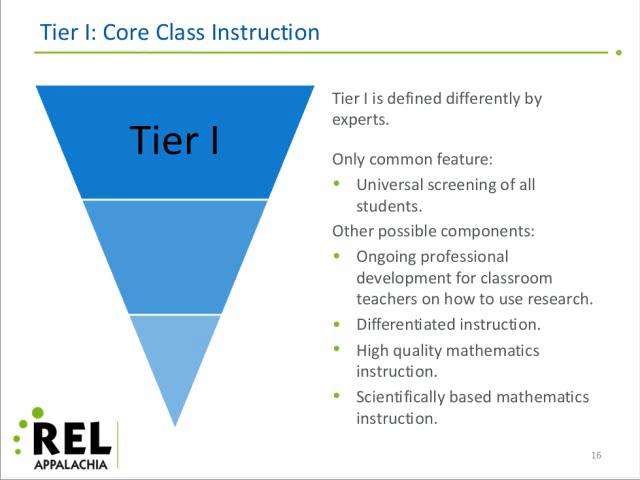 Tier I: Core Class Instruction
Tier I
Tier I is defined differently by
experts.
Only common feature:
• Universal screening of all
students.
Other possible components:
• Ongoing professional
development for classroom
teachers on how to use research.
• Differentiated instruction.
• High quality mathematics
instruction.
• Scientifically based mathematics
instruction.
REL
APPALACHIA
16